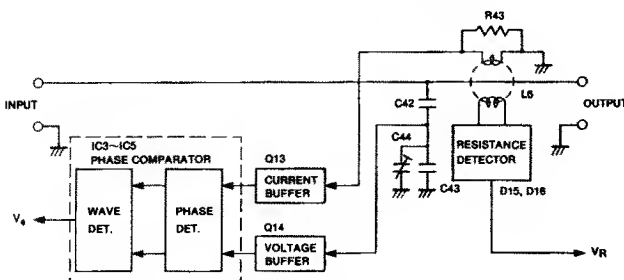 R43
INPUT
C42
L6
OUTPUT
IC3~IC5
PHASE COMPARATOR
C44
Q13
RESISTANCE
DETECTOR
WAVE
DET.
PHASE
DET.
CURRENT
BUFFER
C43
D15, D16
Q14
VOLTAGE
BUFFER
VR